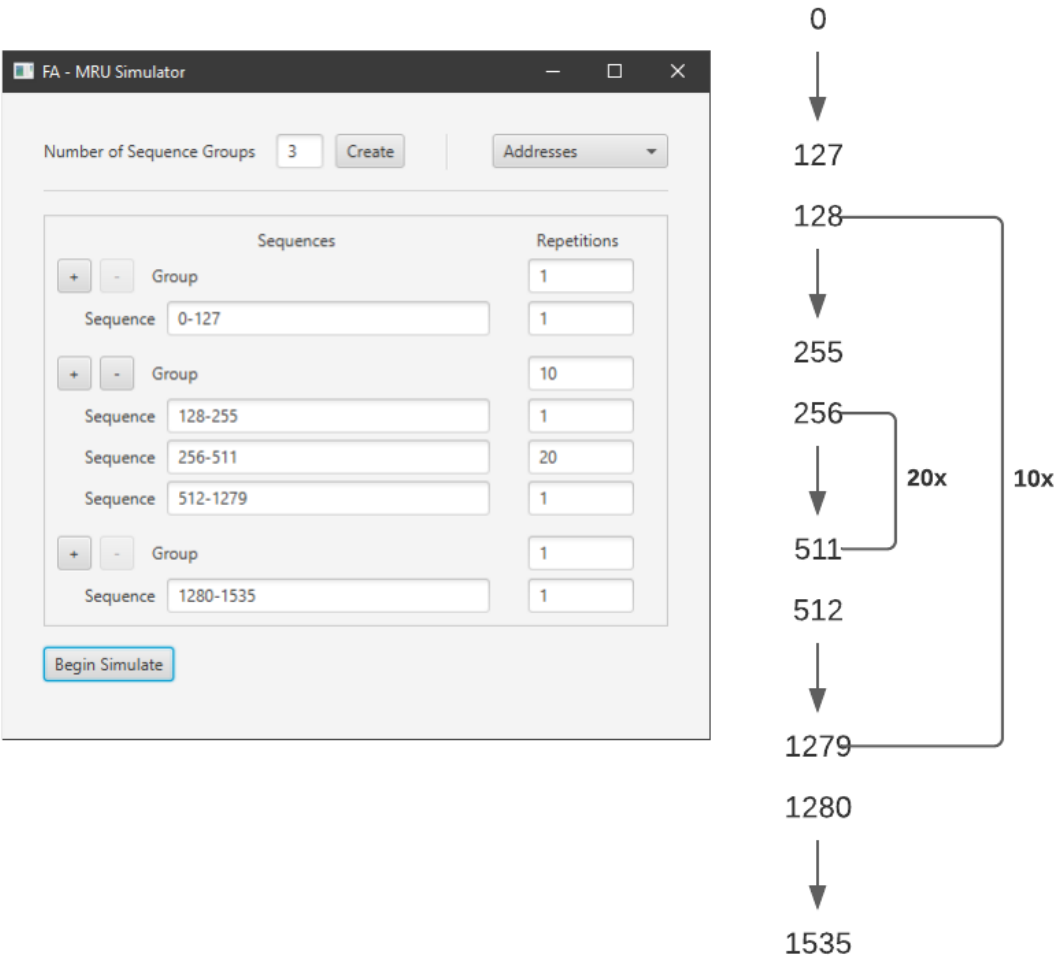 FA - MRU Simulator
Number of Sequence Groups 3 Create Addresses
Sequences Repetitions
+ - Group 1
Sequence 0-127 1
+ - Group 10
Sequence 128-255 1
Sequence 256-511 20
Sequence 512-1279 1
+ - Group 1
Sequence 1280-1535 1
Begin Simulate
0
127
128
255
256
20x 10x
511
512
1279
1280
1535